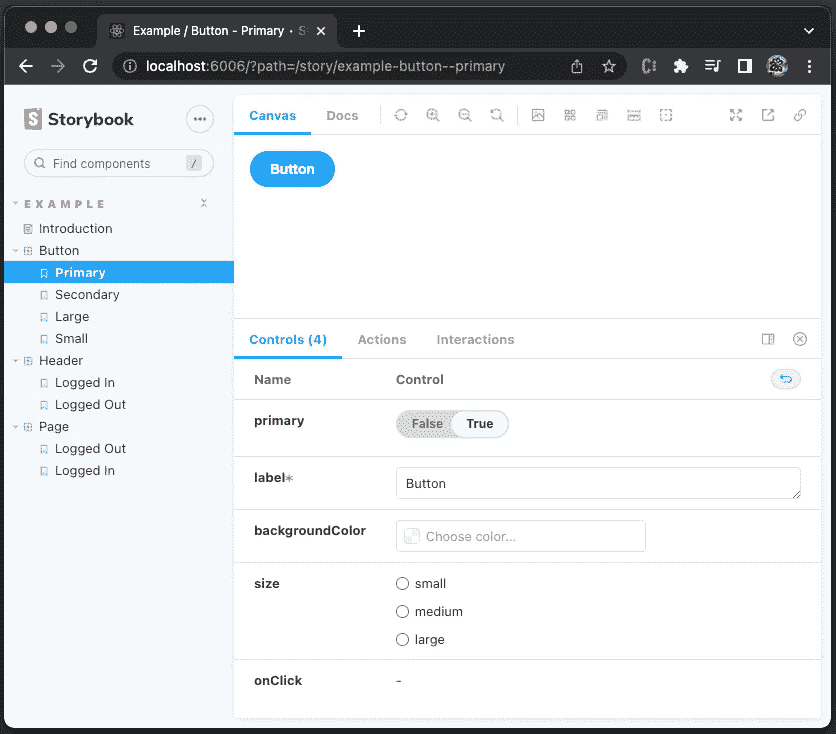 Example / Button - Primary • S
localhost:6006/?path=/story/example-button--primary
S Storybook
Canvas Docs
Find components /
Button
EXAMPLE
Introduction
Button
Primary
Secondary
Large
Small
Header
Logged In
Logged Out
Page
Logged Out
Logged In
Controls (4) Actions Interactions
Name Control
primary False True
label* Button
backgroundColor Choose color...
size small
medium
large
onClick -